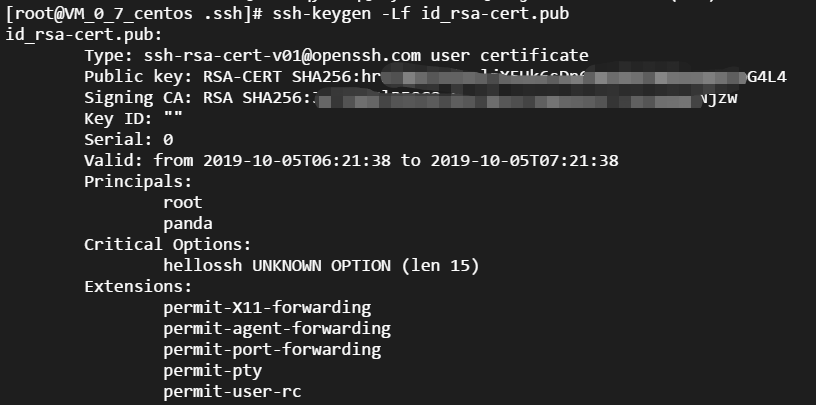 [root@VM_0_7_centos .ssh]# ssh-keygen -Lf id_rsa-cert.pub
id_rsa-cert.pub:
Type: ssh-rsa-cert-v01@openssh.com user certificate
Public key: RSA-CERT SHA256:hr G4L4
Signing CA: RSA SHA256: Njzw
Key ID: ""
Serial: 0
Valid: from 2019-10-05T06:21:38 to 2019-10-05T07:21:38
Principals:
root
panda
Critical Options:
hellossh UNKNOWN OPTION (len 15)
Extensions:
permit-X11-forwarding
permit-agent-forwarding
permit-port-forwarding
permit-pty
permit-user-rc